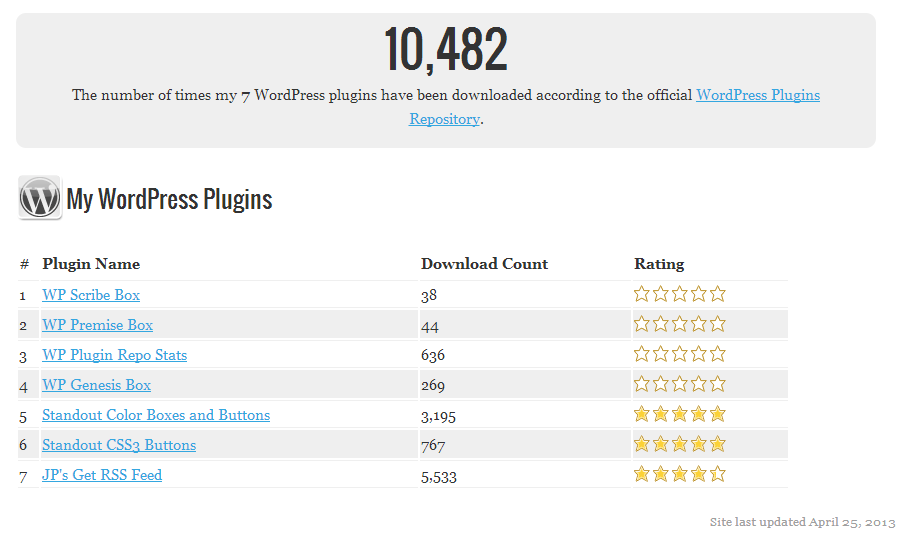 10,482
The number of times my 7 WordPress plugins have been downloaded according to the official WordPress Plugins
Repository.
My WordPress Plugins
# Plugin Name Download Count Rating
1 WP Scribe Box 38
2 WP Premise Box 44
3 WP Plugin Repo Stats 636
4 WP Genesis Box 269
5 Standout Color Boxes and Buttons 3,195
6 Standout CSS3 Buttons 767
7 JP's Get RSS Feed 5,533
Site last updated April 25, 2013